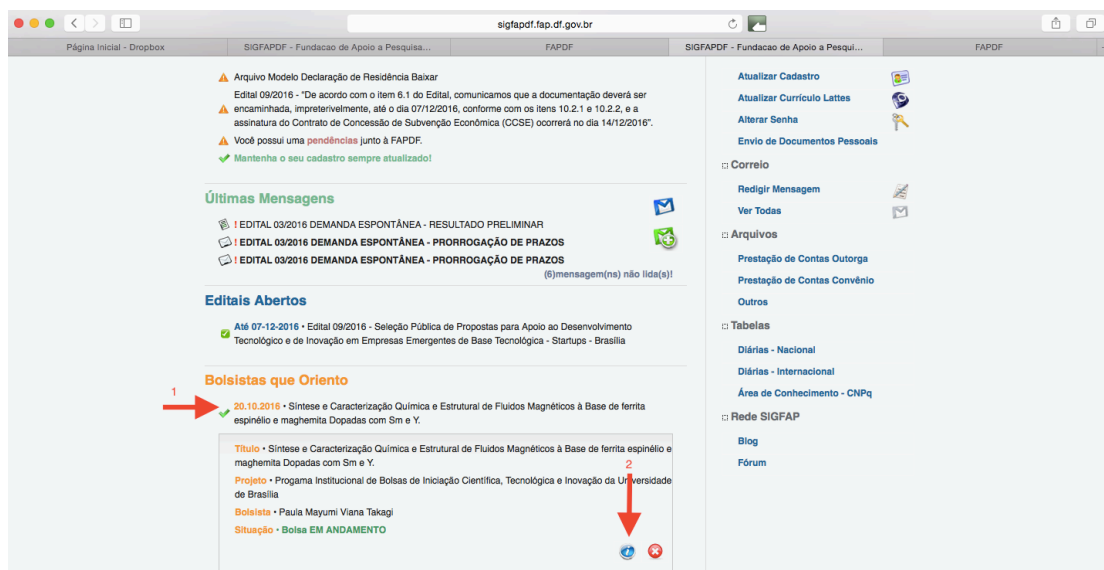 sigfapdf.fap.df.gov.br
Página Inicial - Dropbox
SIGFAPDF - Fundacao de Apoio a Pesquisa...
FAPDF
SIGFAPDF - Fundacao de Apoio a Pesqui...
FAPDF
Arquivo Modelo Declaração de Residência Baixar
Edital 09/2016 - "De acordo com o item 6.1 do Edital, comunicamos que a documentação deverá ser
encaminhada, impreterivelmente, até o dia 07/12/2016, conforme com os itens 10.2.1 e 10.2.2, e a
assinatura do Contrato de Concessão de Subvenção Econômica (CCSE) ocorrerá no dia 14/12/2016".
Você possui uma pendências junto à FAPDF.
Mantenha o seu cadastro sempre atualizado!
Últimas Mensagens
! EDITAL 03/2016 DEMANDA ESPONTÂNEA - RESULTADO PRELIMINAR
! EDITAL 03/2016 DEMANDA ESPONTÂNEA - PRORROGAÇÃO DE PRAZOS
! EDITAL 03/2016 DEMANDA ESPONTÂNEA - PRORROGAÇÃO DE PRAZOS
(6)mensagem(ns) não lida(s)!
Editais Abertos
Até 07-12-2016 • Edital 09/2016 - Seleção Pública de Propostas para Apoio ao Desenvolvimento
Tecnológico e de Inovação em Empresas Emergentes de Base Tecnológica - Startups - Brasília
Bolsistas que Oriento
1
20.10.2016 • Síntese e Caracterização Química e Estrutural de Fluidos Magnéticos à Base de ferrita
espinélio e maghemita Dopadas com Sm e Y.
Título • Síntese e Caracterização Química e Estrutural de Fluidos Magnéticos à Base de ferrita espinélio e
maghemita Dopadas com Sm e Y.
2
Projeto • Progama Institucional de Bolsas de Iniciação Científica, Tecnológica e Inovação da Universidade
de Brasília
Bolsista • Paula Mayumi Viana Takagi
Situação • Bolsa EM ANDAMENTO
Atualizar Cadastro
Atualizar Currículo Lattes
Alterar Senha
Envio de Documentos Pessoais
Correio
Redigir Mensagem
Ver Todas
Arquivos
Prestação de Contas Outorga
Prestação de Contas Convênio
Outros
Tabelas
Diárias - Nacional
Diárias - Internacional
Área de Conhecimento - CNPq
Rede SIGFAP
Blog
Fórum